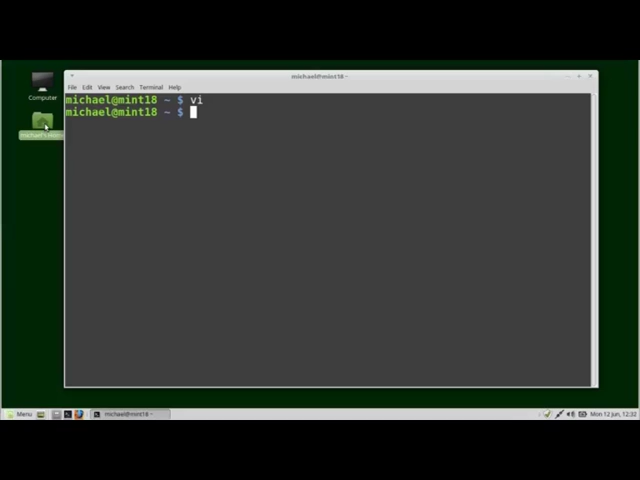 michael@mint18:~
File Edit View Search Terminal Help
michael@mint18 ~ $ vi
michael@mint18 ~ $
Computer
Menu
michael@mint18 ~
Mon 12 Jun, 12:32